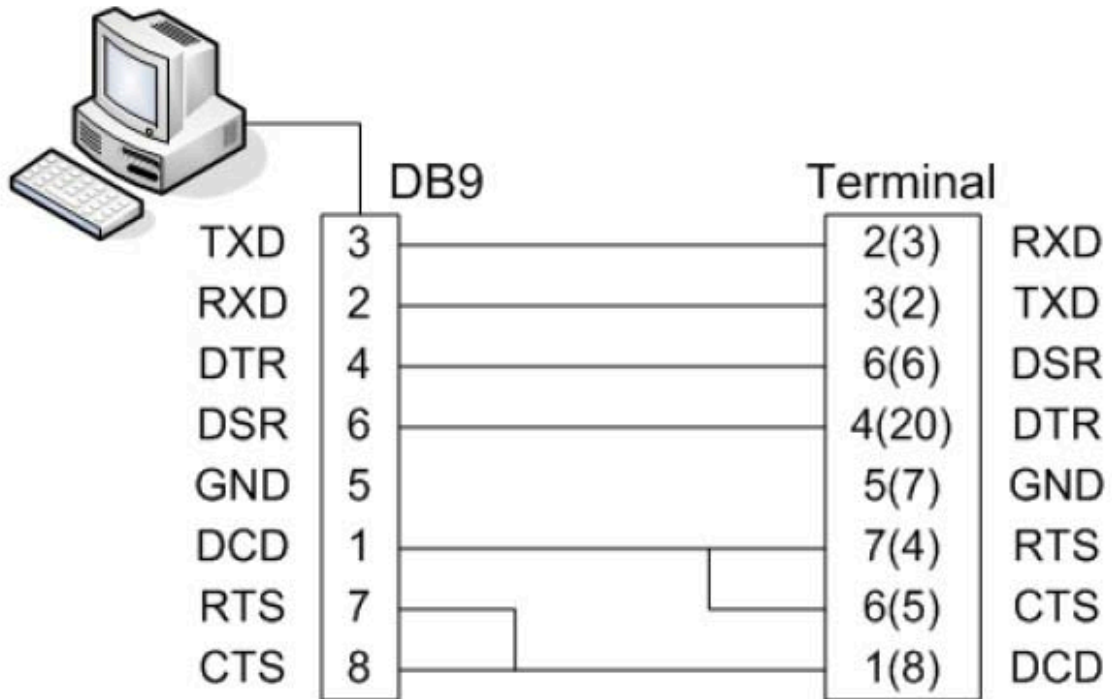 DB9 Terminal
TXD 3 2(3) RXD
RXD 2 3(2) TXD
DTR 4 6(6) DSR
DSR 6 4(20) DTR
GND 5 5(7) GND
DCD 1 7(4) RTS
RTS 7 6(5) CTS
CTS 8 1(8) DCD